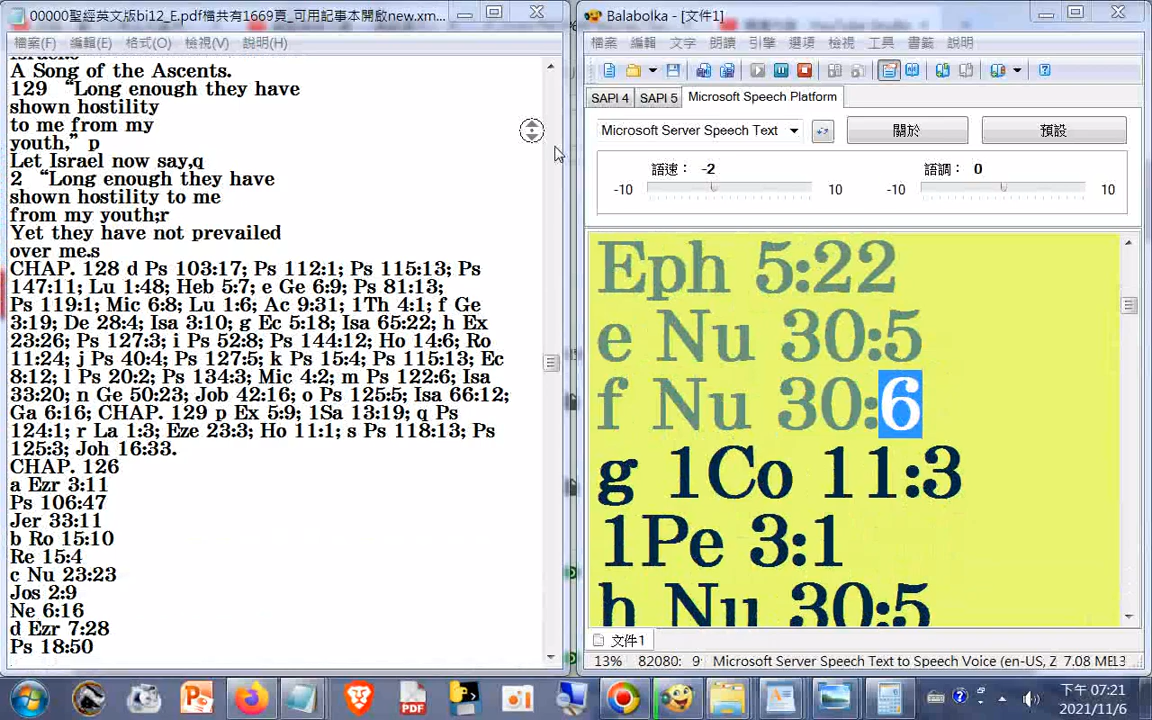 00000聖經英文版bi12_E.pdf檔共有1669頁_可用記事本開啟new.xm...
檔案(F) 編輯(E) 格式(O) 檢視(V) 說明(H)
A Song of the Ascents.
129 “Long enough they have
shown hostility
to me from my
youth,” p
Let Israel now say,q
2 “Long enough they have
shown hostility to me
from my youth;r
Yet they have not prevailed
over me.s
CHAP. 128 d Ps 103:17; Ps 112:1; Ps 115:13; Ps
147:11; Lu 1:48; Heb 5:7; e Ge 6:9; Ps 81:13;
Ps 119:1; Mic 6:8; Lu 1:6; Ac 9:31; 1Th 4:1; f Ge
3:19; De 28:4; Isa 3:10; g Ec 5:18; Isa 65:22; h Ex
23:26; Ps 127:3; i Ps 52:8; Ps 144:12; Ho 14:6; Ro
11:24; j Ps 40:4; Ps 127:5; k Ps 15:4; Ps 115:13; Ec
8:12; l Ps 20:2; Ps 134:3; Mic 4:2; m Ps 122:6; Isa
33:20; n Ge 50:23; Job 42:16; o Ps 125:5; Isa 66:12;
Ga 6:16; CHAP. 129 p Ex 5:9; 1Sa 13:19; q Ps
124:1; r La 1:3; Eze 23:3; Ho 11:1; s Ps 118:13; Ps
125:3; Joh 16:33.
CHAP. 126
a Ezr 3:11
Ps 106:47
Jer 33:11
b Ro 15:10
Re 15:4
c Nu 23:23
Jos 2:9
Ne 6:16
d Ezr 7:28
Ps 18:50
Balabolka - [文件1]
檔案 編輯 文字 朗讀 引擎 選項 檢視 工具 書籤 說明
SAPI 4 SAPI 5 Microsoft Speech Platform
Microsoft Server Speech Text 關於 預設
語速: -2 語調: 0
-10 10 -10 10
Eph 5:22
e Nu 30:5
f Nu 30:6
g 1Co 11:3
1Pe 3:1
h Nu 30:5
文件1
13% 82080: 9 Microsoft Server Speech Text to Speech Voice (en-US, Z 7.08 ME
下午 07:21
2021/11/6